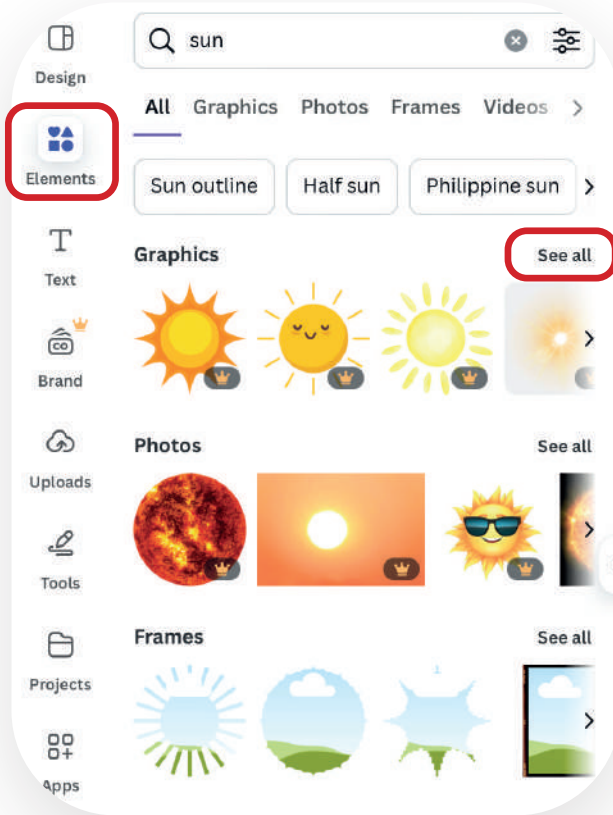 Design
Elements
Text
Brand
Uploads
Tools
Projects
Apps
sun
All Graphics Photos Frames Videos
Sun outline Half sun Philippine sun
Graphics See all
Photos See all
Frames See all